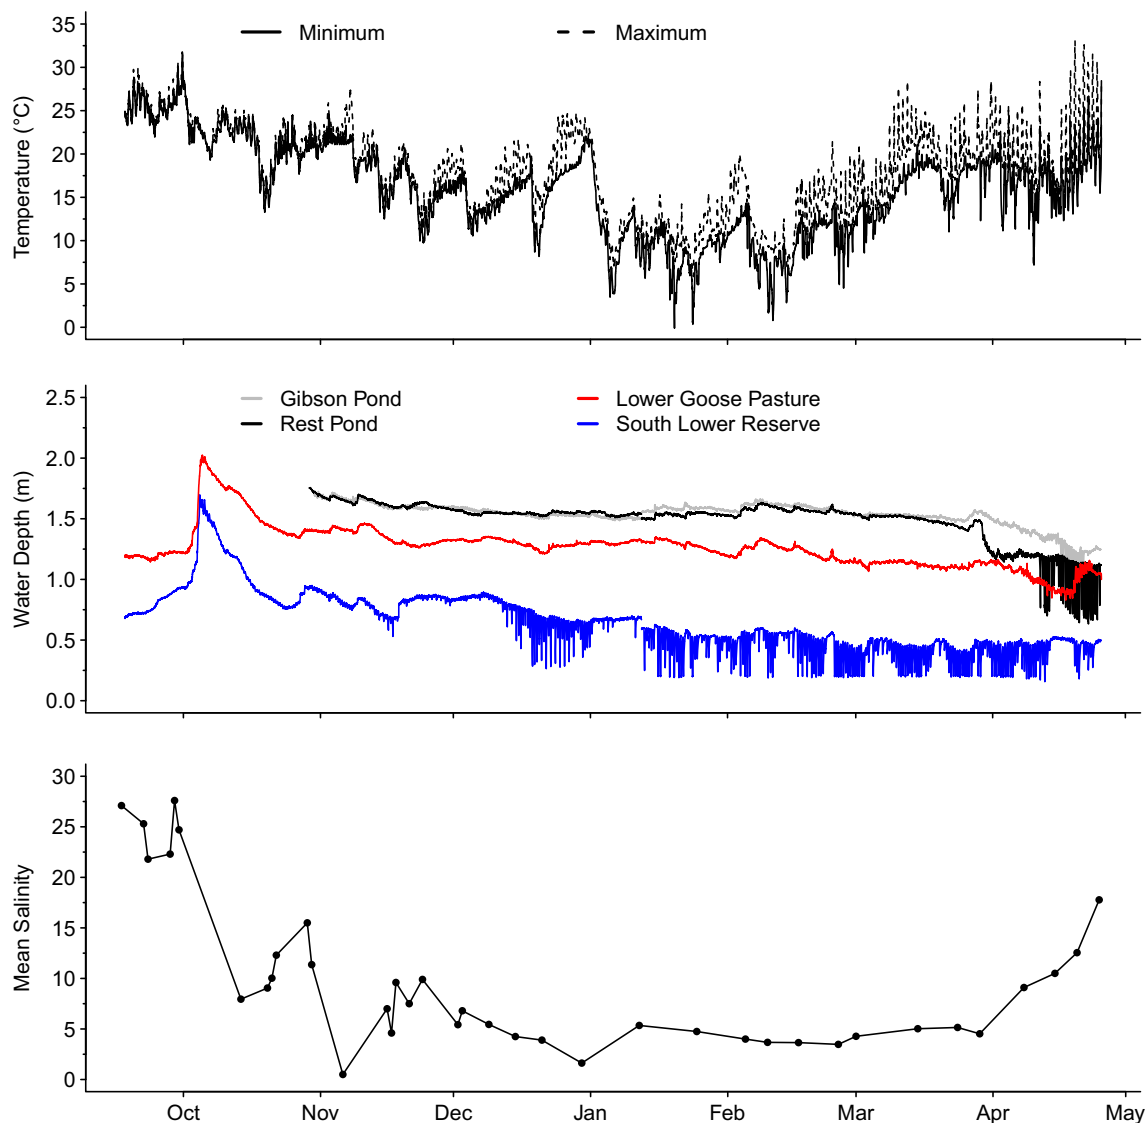 35
30
25
20
15
10
5
0
Temperature (°C)
Minimum
Maximum
2.5
2.0
1.5
1.0
0.5
0.0
Water Depth (m)
Gibson Pond
Lower Goose Pasture
Rest Pond
South Lower Reserve
30
25
20
15
10
5
0
Mean Salinity
Oct Nov Dec Jan Feb Mar Apr May